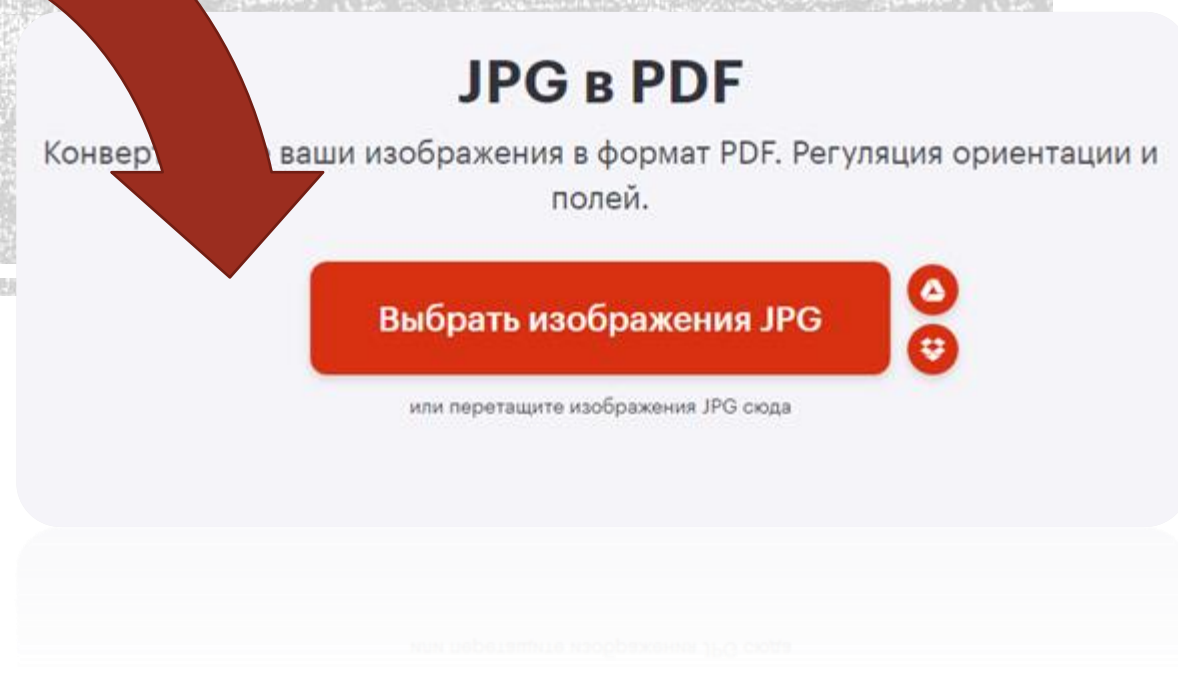 JPG в PDF
ваши изображения в формат PDF. Регуляция ориентации и
полей.
Выбрать изображения JPG
или перетащите изображения JPG сюда